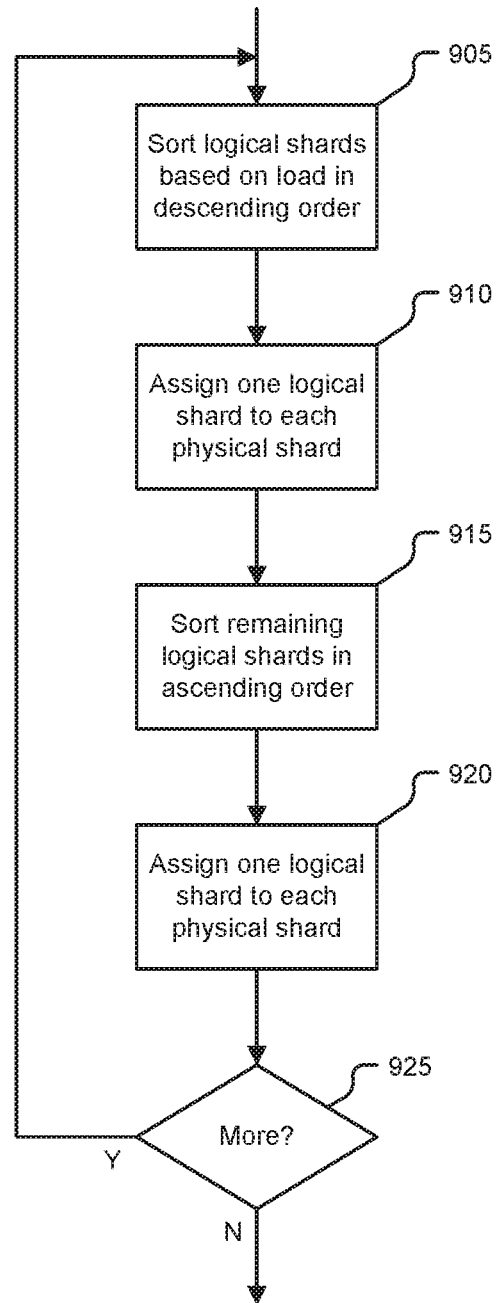 905
Sort logical shards
based on load in
descending order
910
Assign one logical
shard to each
physical shard
915
Sort remaining
logical shards in
ascending order
920
Assign one logical
shard to each
physical shard
925
More?
Y
N